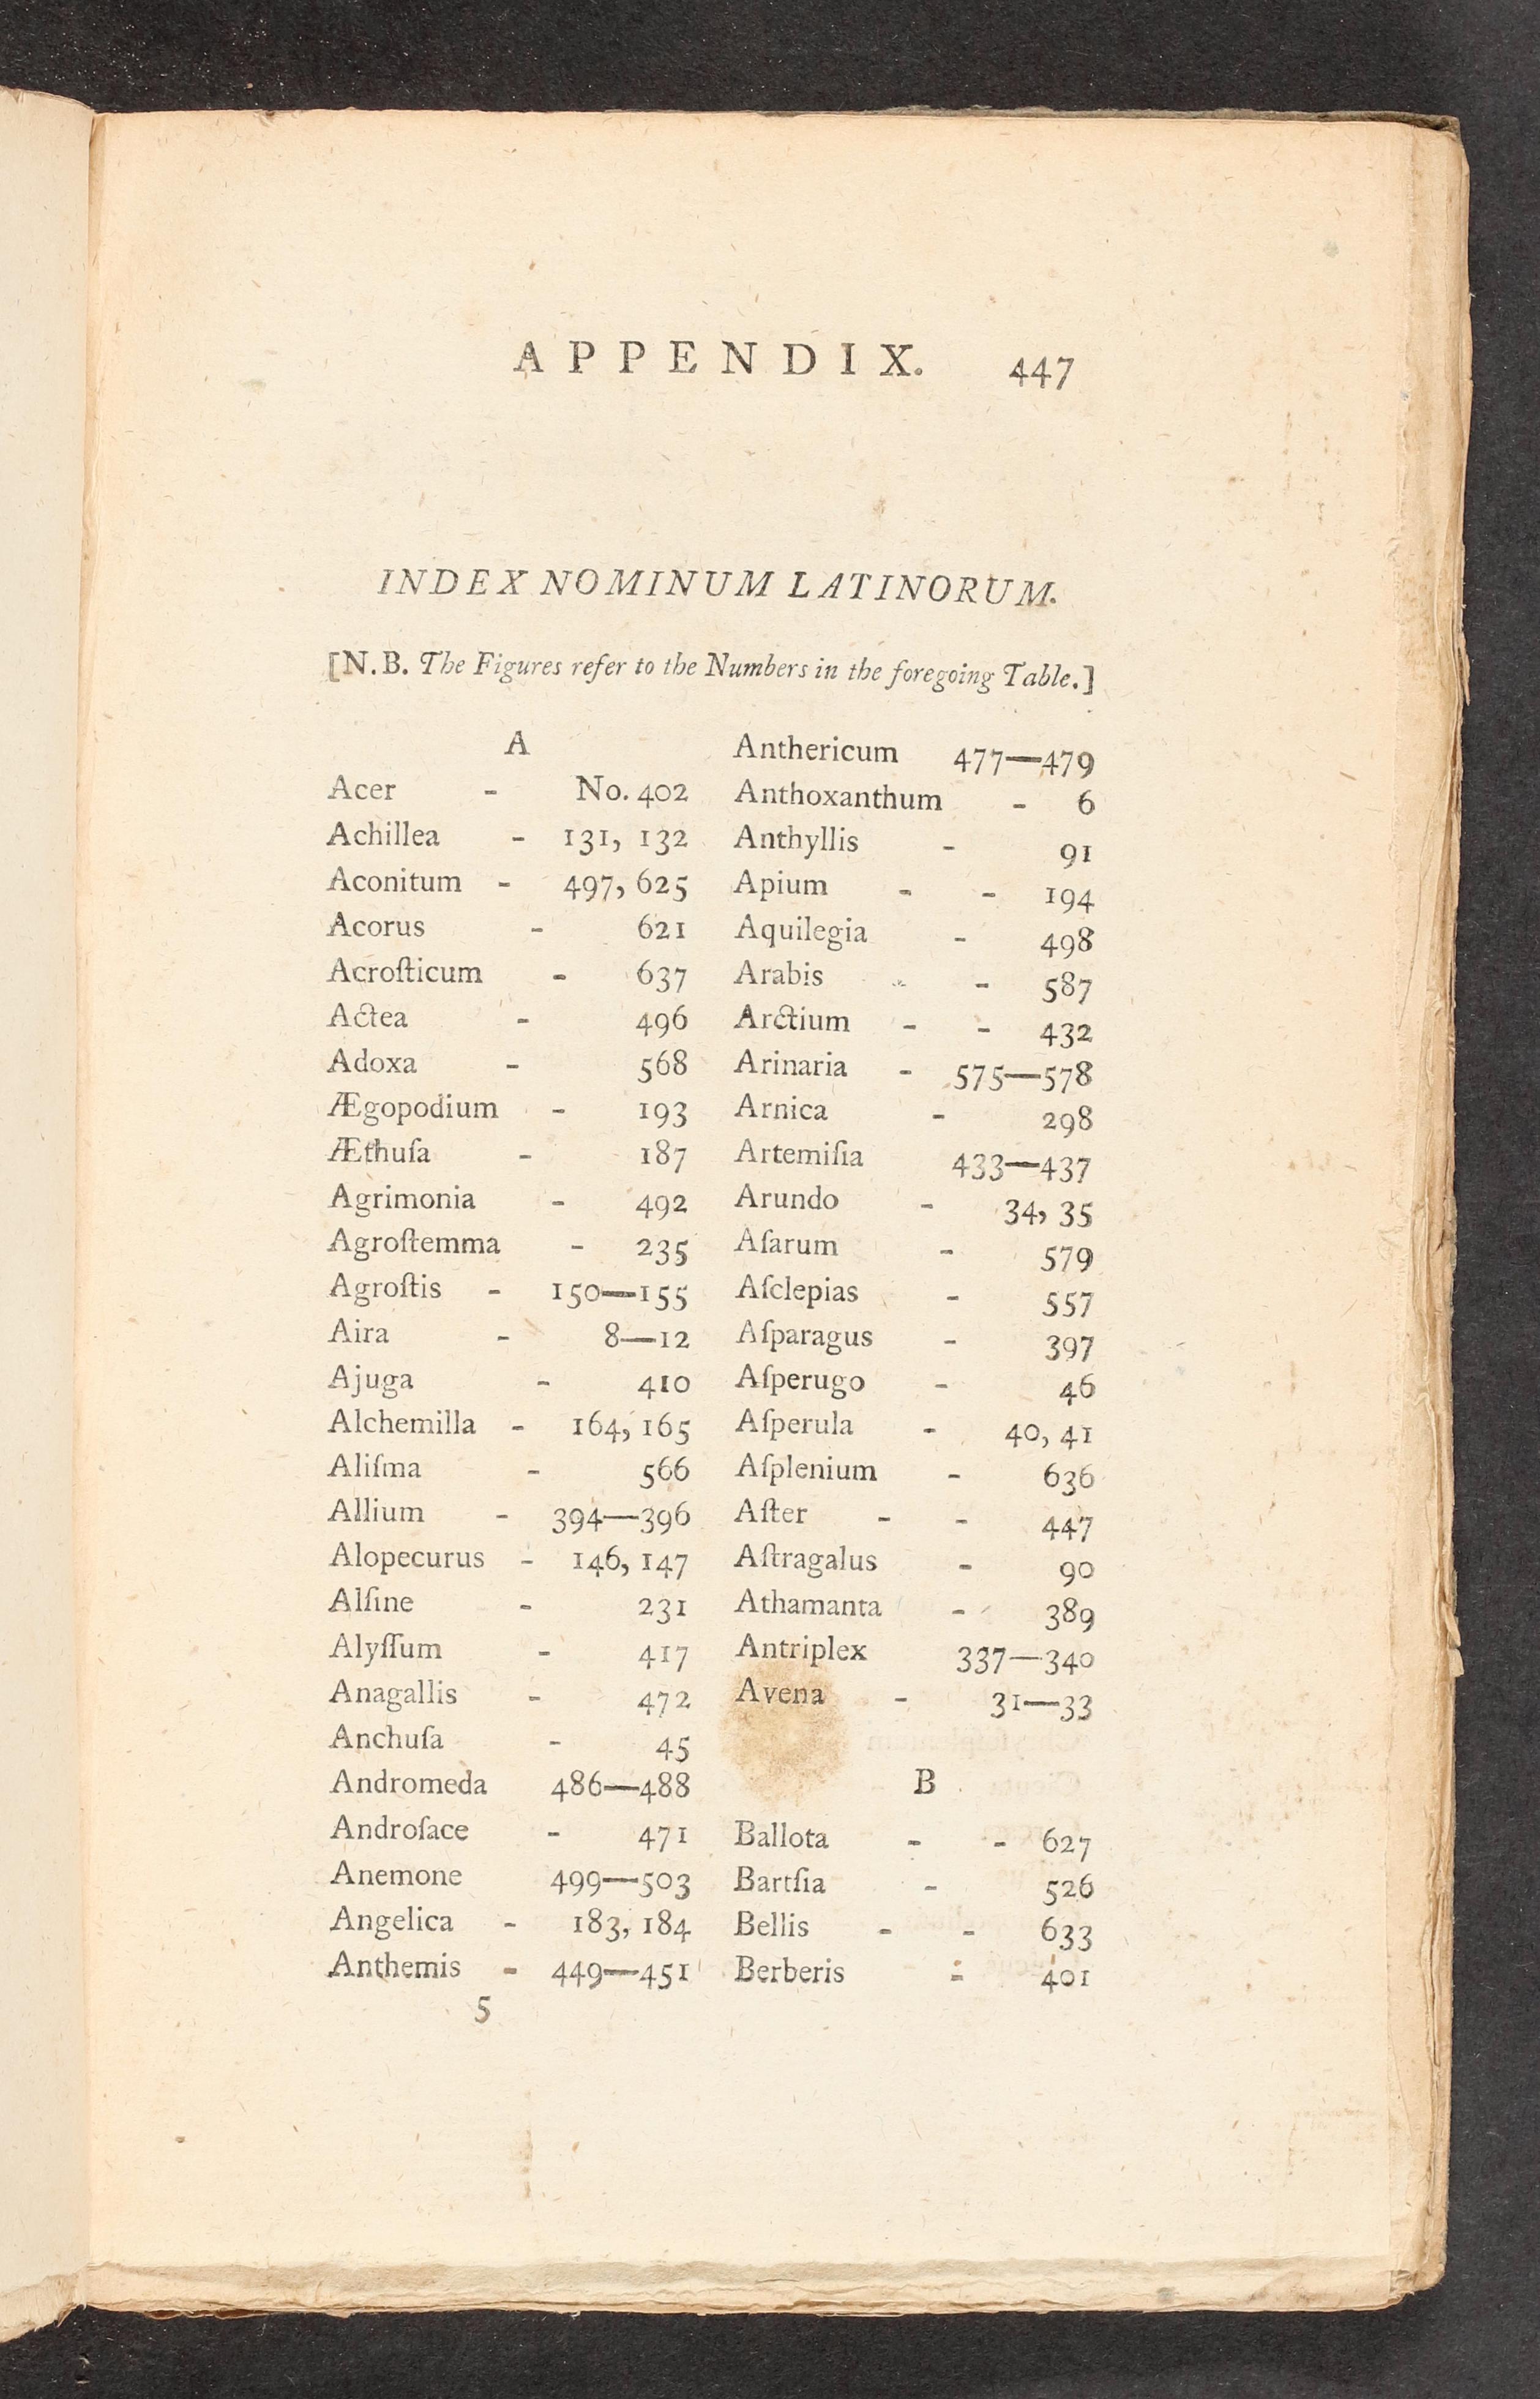 APPENDIX. 447
INDEX NOMINUM LATINORUM.
[N.B. The Figures refer to the Numbers in the foregoing Table.]
A
Acer - No. 402
Achillea - 131, 132
Aconitum - 497, 625
Acorus - 621
Acroſticum - 637
Actea - 496
Adoxa - 568
Ægopodium - 193
Æthuſa - 187
Agrimonia - 492
Agroſtemma - 235
Agroſtis - 150—155
Aira - 8—12
Ajuga - 410
Alchemilla - 164, 165
Aliſma - 566
Allium - 394—396
Alopecurus - 146, 147
Alſine - 231
Alyſſum - 417
Anagallis - 472
Anchuſa - 45
Andromeda 486—488
Androſace - 471
Anemone 499—503
Angelica - 183, 184
Anthemis - 449—451
5
Anthericum 477—479
Anthoxanthum - 6
Anthyllis - 91
Apium - - 194
Aquilegia - 498
Arabis - - 587
Arctium - - 432
Arinaria - 575—578
Arnica - 298
Artemiſia 433—437
Arundo - 34, 35
Aſarum - 579
Aſclepias - 557
Aſparagus - 397
Aſperugo - 46
Aſperula - 40, 41
Aſplenium - 636
Aſter - - 447
Aſtragalus - 90
Athamanta - 389
Antriplex 337—340
Avena - 31—33
B
Ballota - - 627
Bartſia - 526
Bellis - - 633
Berberis - 401